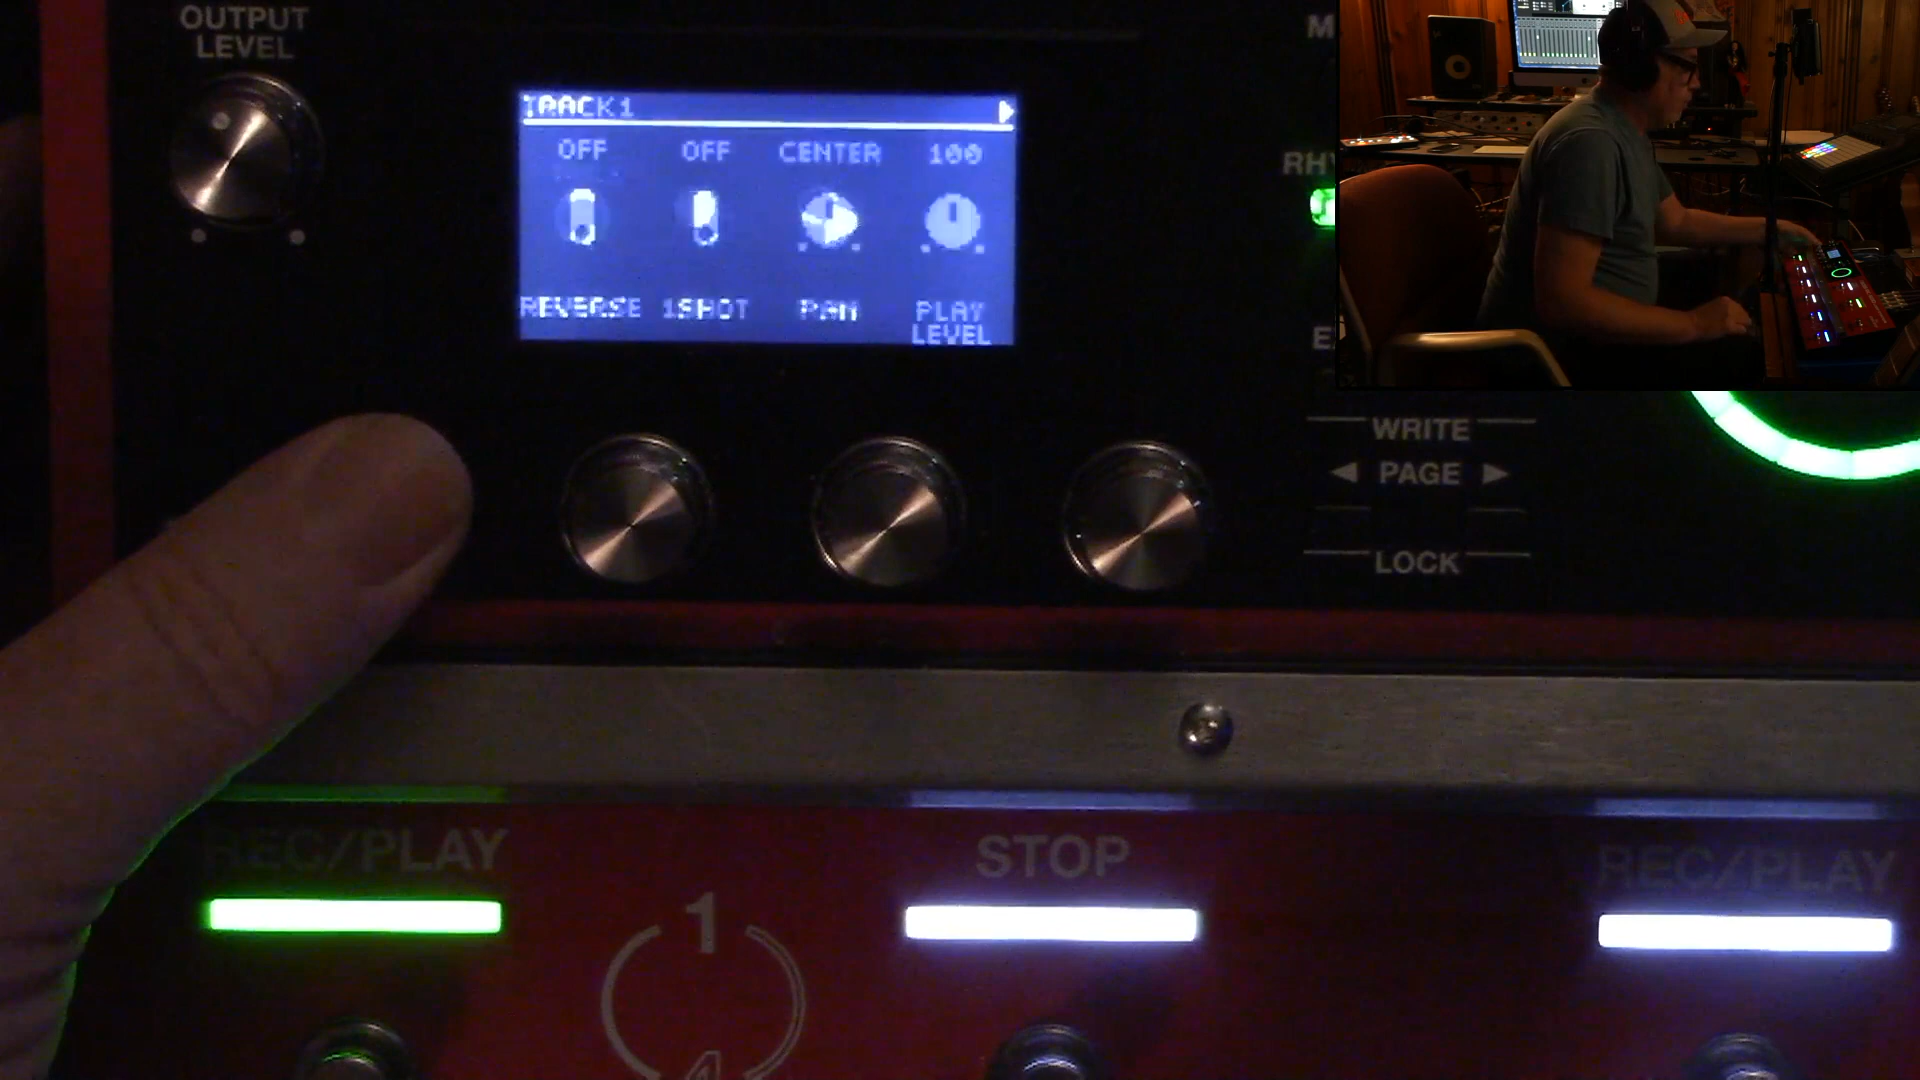 OUTPUT
LEVEL
TRACK1
OFF OFF CENTER 100
REVERSE 1SHOT PAN PLAY
LEVEL
WRITE
◄ PAGE ►
LOCK
REC/PLAY STOP REC/PLAY
1